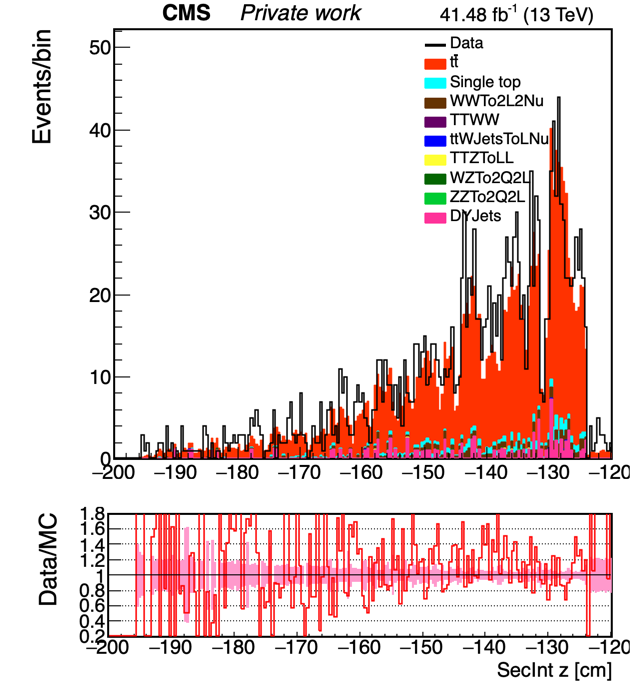 CMS Private work 41.48 fb⁻¹ (13 TeV)
Events/bin
50
40
30
20
10
0
Data
tt̄
Single top
WWTo2L2Nu
TTWW
ttWJetsToLNu
TTZToLL
WZTo2Q2L
ZZTo2Q2L
DYJets
−200 −190 −180 −170 −160 −150 −140 −130 −120
Data/MC
1.8
1.6
1.4
1.2
1
0.8
0.6
0.4
0.2
−200 −190 −180 −170 −160 −150 −140 −130 −120
SecInt z [cm]